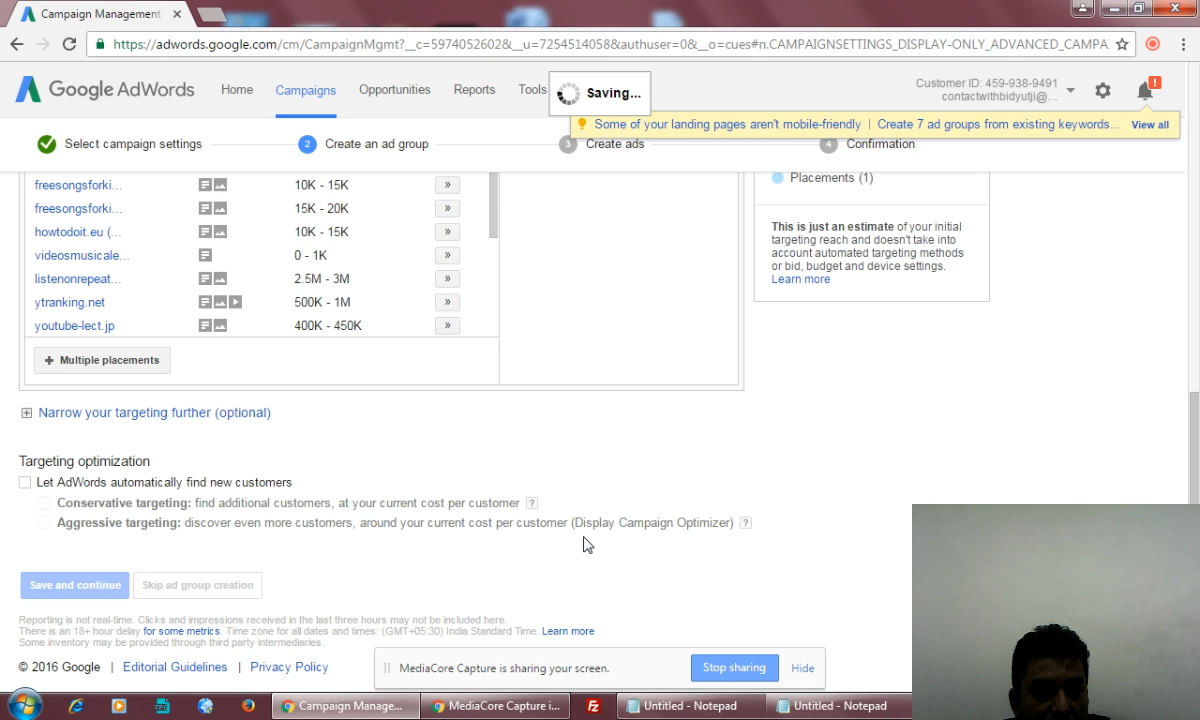 Campaign Management
https://adwords.google.com/cm/CampaignMgmt?__c=5974052602&__u=7254514058&authuser=0&__o=cues#n.CAMPAIGNSETTINGS_DISPLAY-ONLY_ADVANCED_CAMPA
Google AdWords
Home
Campaigns
Opportunities
Reports
Tools
Saving...
Customer ID: 459-938-9491
contactwithbidyutji@...
Some of your landing pages aren't mobile-friendly | Create 7 ad groups from existing keywords... View all
Select campaign settings
2 Create an ad group
3 Create ads
4 Confirmation
freesongsforki... 10K - 15K »
freesongsforki... 15K - 20K »
howtodoit.eu (... 10K - 15K »
videosmusicale... 0 - 1K »
listenonrepeat... 2.5M - 3M »
ytranking.net 500K - 1M »
youtube-lect.jp 400K - 450K »
+ Multiple placements
Placements (1)
This is just an estimate of your initial
targeting reach and doesn't take into
account automated targeting methods
or bid, budget and device settings.
Learn more
Narrow your targeting further (optional)
Targeting optimization
Let AdWords automatically find new customers
Conservative targeting: find additional customers, at your current cost per customer ?
Aggressive targeting: discover even more customers, around your current cost per customer (Display Campaign Optimizer) ?
Save and continue
Skip ad group creation
Reporting is not real-time. Clicks and impressions received in the last three hours may not be included here.
There is an 18+ hour delay for some metrics. Time zone for all dates and times: (GMT+05:30) India Standard Time. Learn more
Some inventory may be provided through third party intermediaries.
© 2016 Google | Editorial Guidelines | Privacy Policy
MediaCore Capture is sharing your screen.
Stop sharing
Hide
Campaign Manage...
MediaCore Capture i...
Untitled - Notepad
Untitled - Notepad